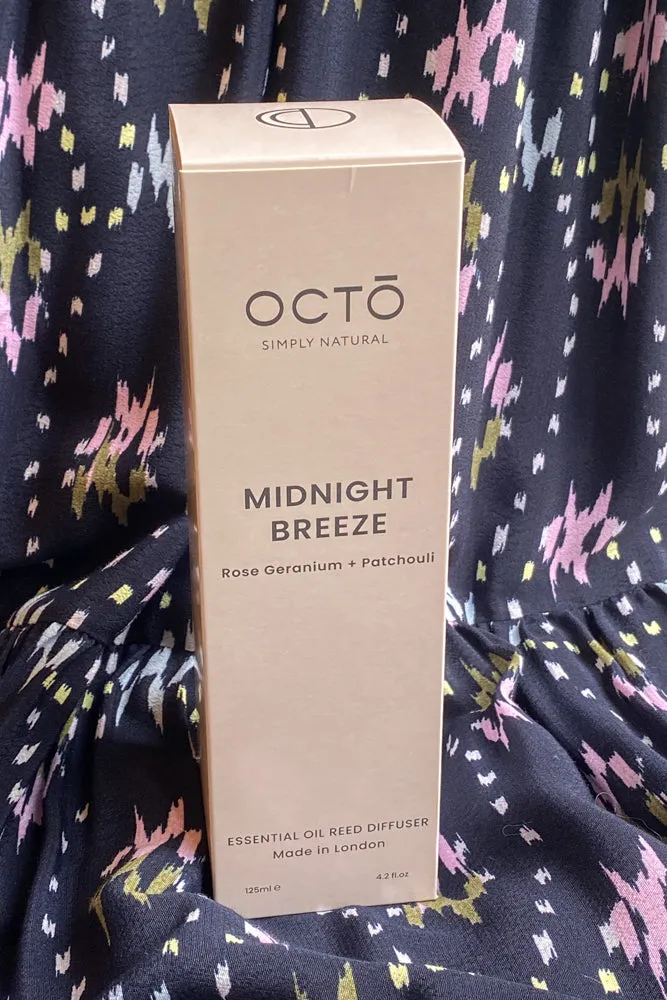 OCTŌ
SIMPLY NATURAL
MIDNIGHT
BREEZE
Rose Geranium + Patchouli
ESSENTIAL OIL REED DIFFUSER
Made in London
125ml ℮ 4.2 fl.oz